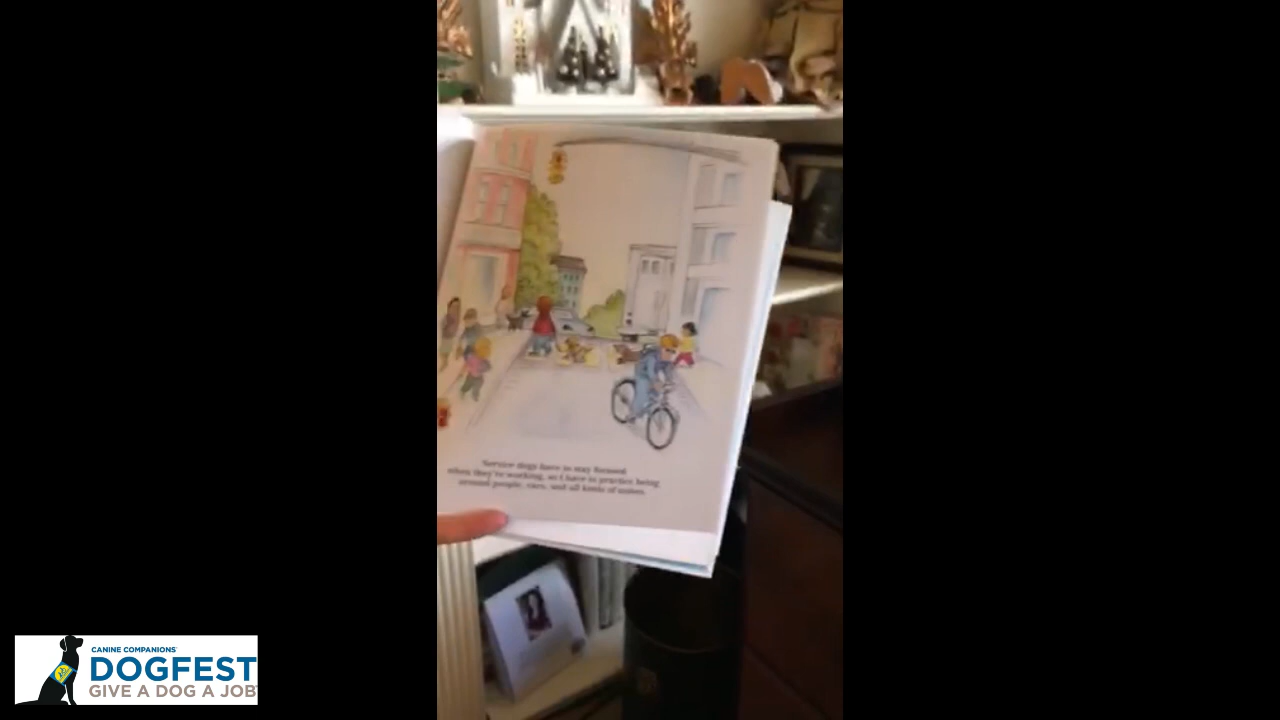 Service dogs have to stay focused
when they're working, so I have to practice being
around people, cars, and all kinds of noises.
CANINE COMPANIONS'
DOGFEST
GIVE A DOG A JOB